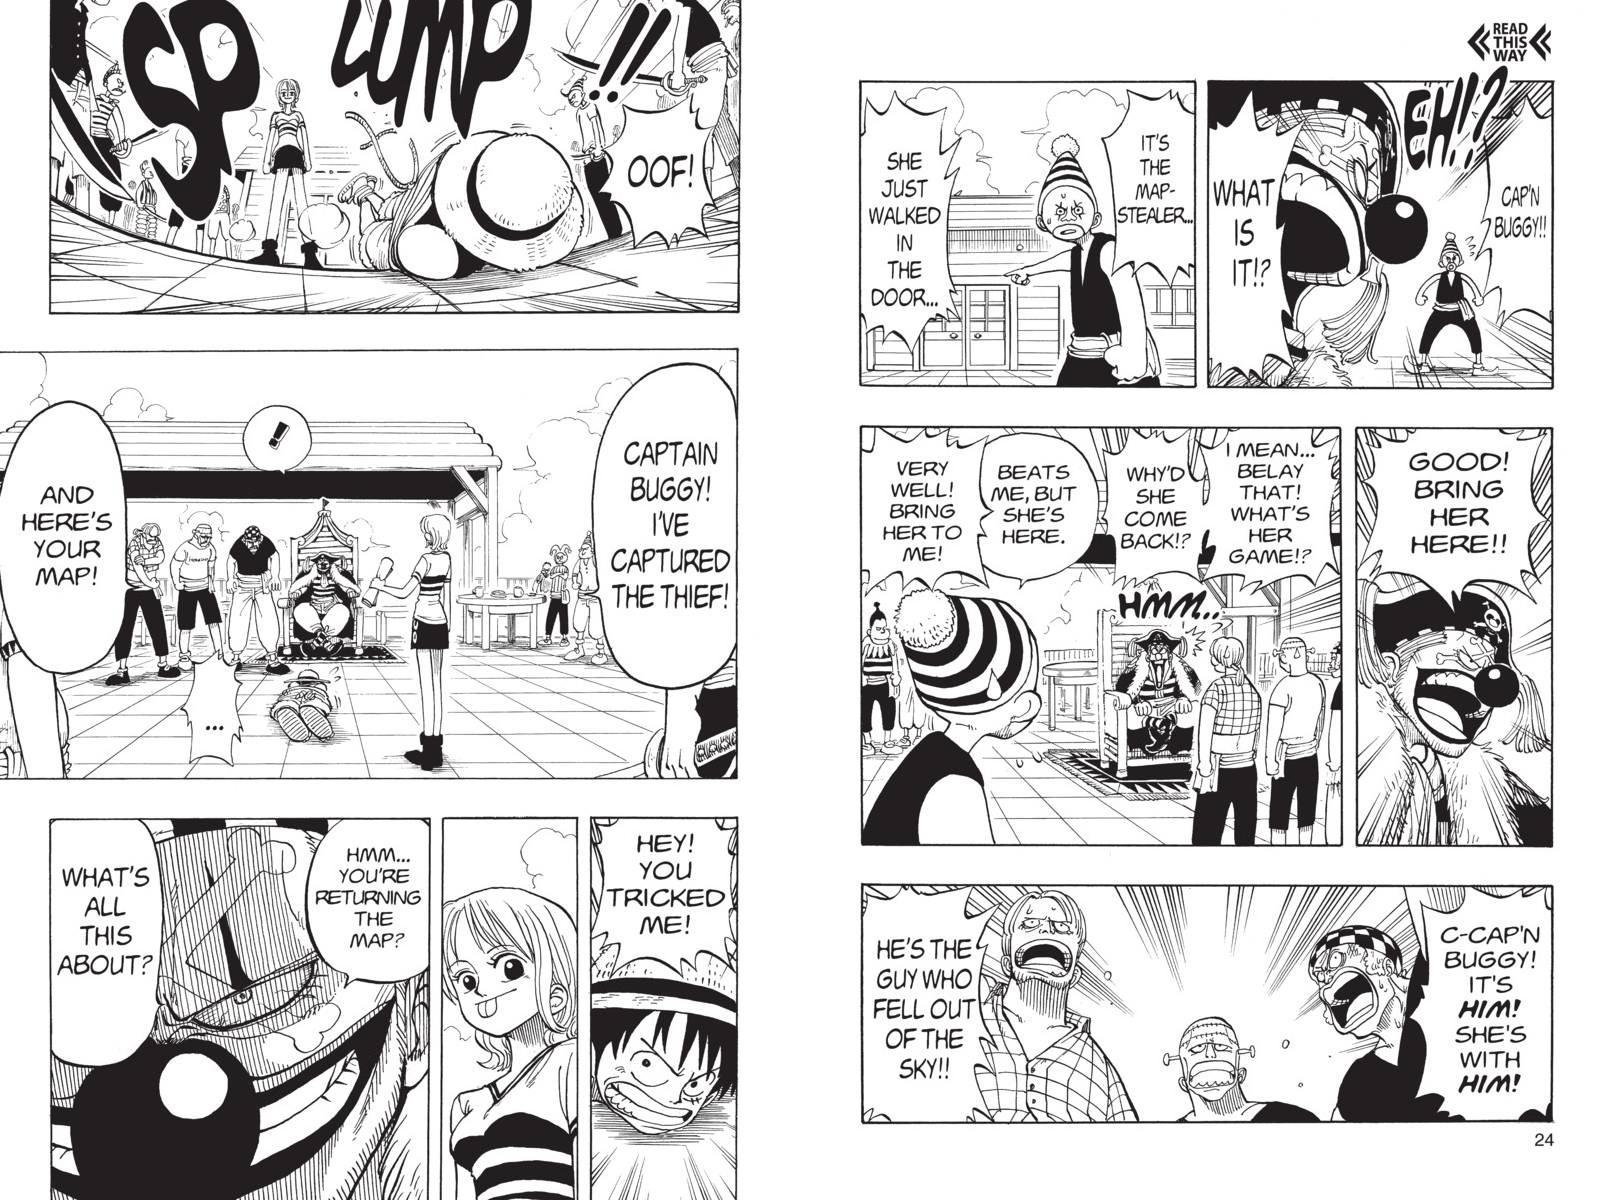 READ
THIS
WAY
EH!?
CAP'N
BUGGY!!
WHAT
IS
IT!?
IT'S
THE
MAP-
STEALER...
SHE
JUST
WALKED
IN
THE
DOOR...
GOOD!
BRING
HER
HERE!!
I MEAN...
BELAY
THAT!
WHAT'S
HER
GAME!?
WHY'D
SHE
COME
BACK!?
HMM...
BEATS
ME, BUT
SHE'S
HERE.
VERY
WELL!
BRING
HER TO
ME!
C-CAP'N
BUGGY!
IT'S
HIM!
SHE'S
WITH
HIM!
HE'S THE
GUY WHO
FELL OUT
OF THE
SKY!!
24
SPLUMP
!!
OOF!
CAPTAIN
BUGGY!
I'VE
CAPTURED
THE THIEF!
!
AND
HERE'S
YOUR
MAP!
...
HEY!
YOU
TRICKED
ME!
HMM...
YOU'RE
RETURNING
THE
MAP?
WHAT'S
ALL
THIS
ABOUT?